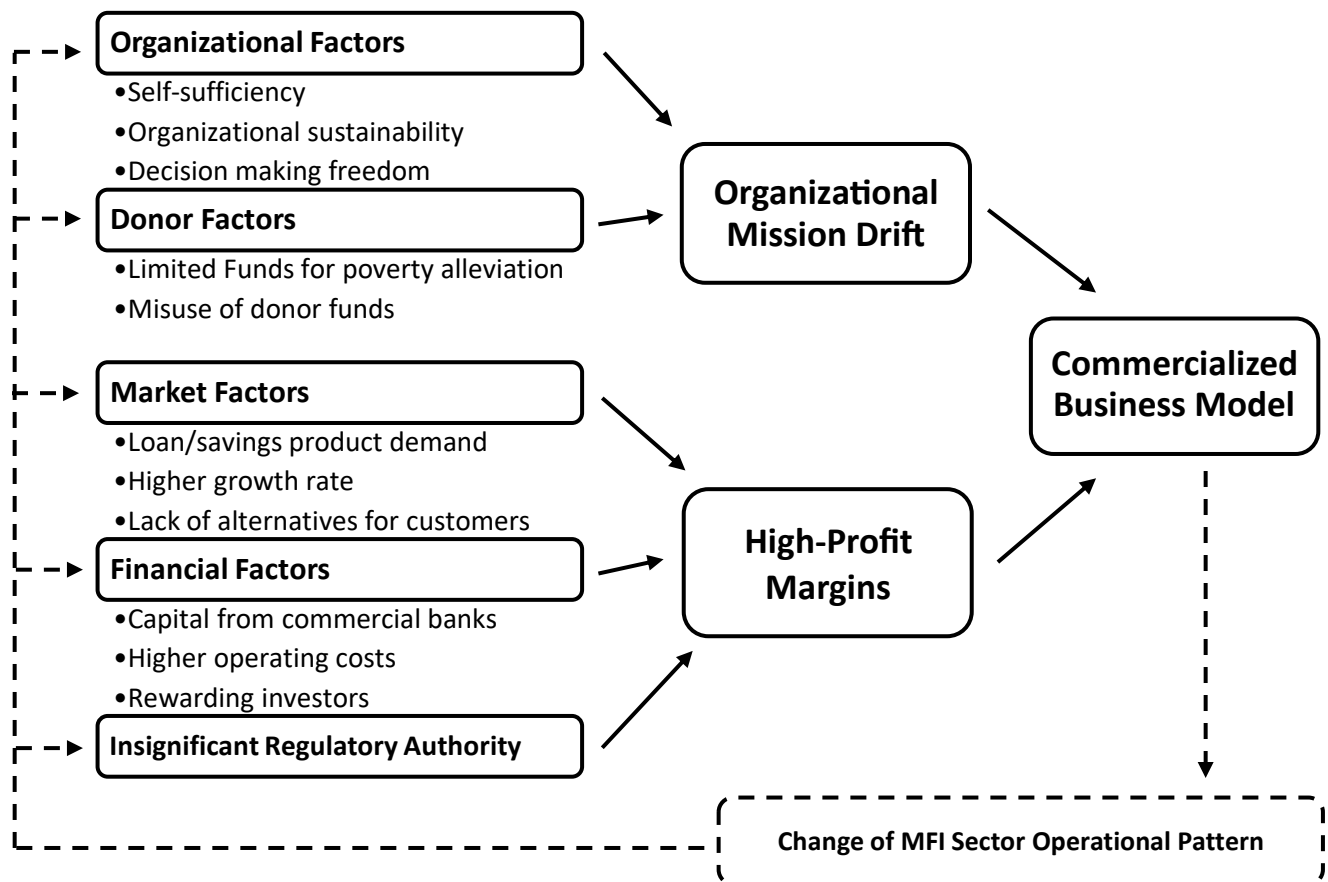 Organizational Factors
•Self-sufficiency
•Organizational sustainability
•Decision making freedom
Donor Factors
•Limited Funds for poverty alleviation
•Misuse of donor funds
Market Factors
•Loan/savings product demand
•Higher growth rate
•Lack of alternatives for customers
Financial Factors
•Capital from commercial banks
•Higher operating costs
•Rewarding investors
Insignificant Regulatory Authority
Organizational
Mission Drift
High-Profit
Margins
Commercialized
Business Model
Change of MFI Sector Operational Pattern